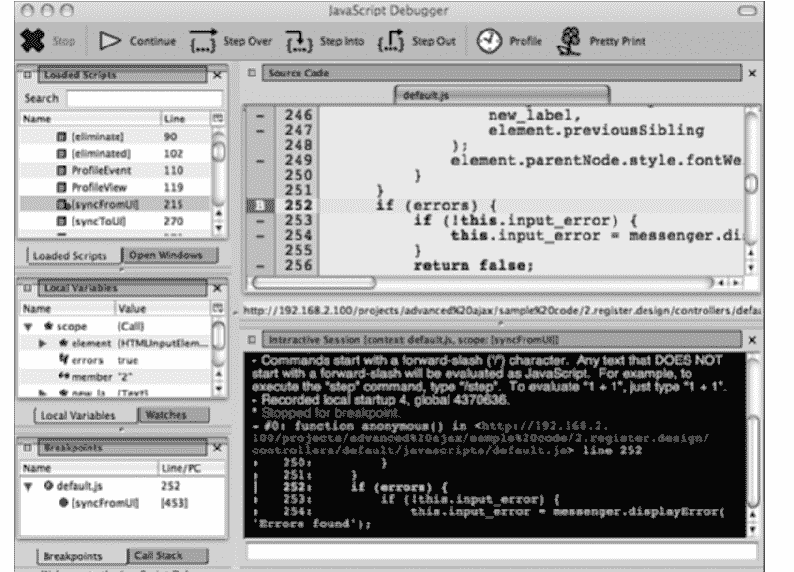 JavaScript Debugger
Stop Continue Step Over Step Into Step Out Profile Pretty Print
Loaded Scripts
Search
Name Line
[eliminate] 90
[eliminated] 102
ProfileEvent 110
ProfileView 119
[syncFromUI] 215
[syncToUI] 270
Loaded Scripts Open Windows
Local Variables
Name Value
scope {Call}
element {HTMLInputElem...
errors true
member "2"
new_la {Text}
Local Variables Watches
Breakpoints
Name Line/PC
default.js 252
[syncFromUI] [453]
Breakpoints Call Stack
Source Code
default.js
246 new_label,
247 element.previousSibling
248 );
249 element.parentNode.style.fontWe
250 }
251 }
252 if (errors) {
253 if (!this.input_error) {
254 this.input_error = messenger.di
255 }
256 return false;
http://192.168.2.100/projects/advanced%20ajax/sample%20code/2.register.design/controllers/defau
Interactive Session [context: default.js, scope: [syncFromUI]]
- Commands start with a forward-slash ('/') character. Any text that DOES NOT
start with a forward-slash will be evaluated as JavaScript. For example, to
execute the "step" command, type "/step". To evaluate "1 + 1", just type "1 + 1".
- Recorded local startup 4, global 4370636.
* Stopped for breakpoint.
- #0: function anonymous() in <http://192.168.2.
100/projects/advanced%20ajax/sample%20code/2.register.design/
controllers/default/javascripts/default.js> line 252
250: }
251: }
252: if (errors) {
253: if (!this.input_error) {
254: this.input_error = messenger.displayError(
'Errors found');